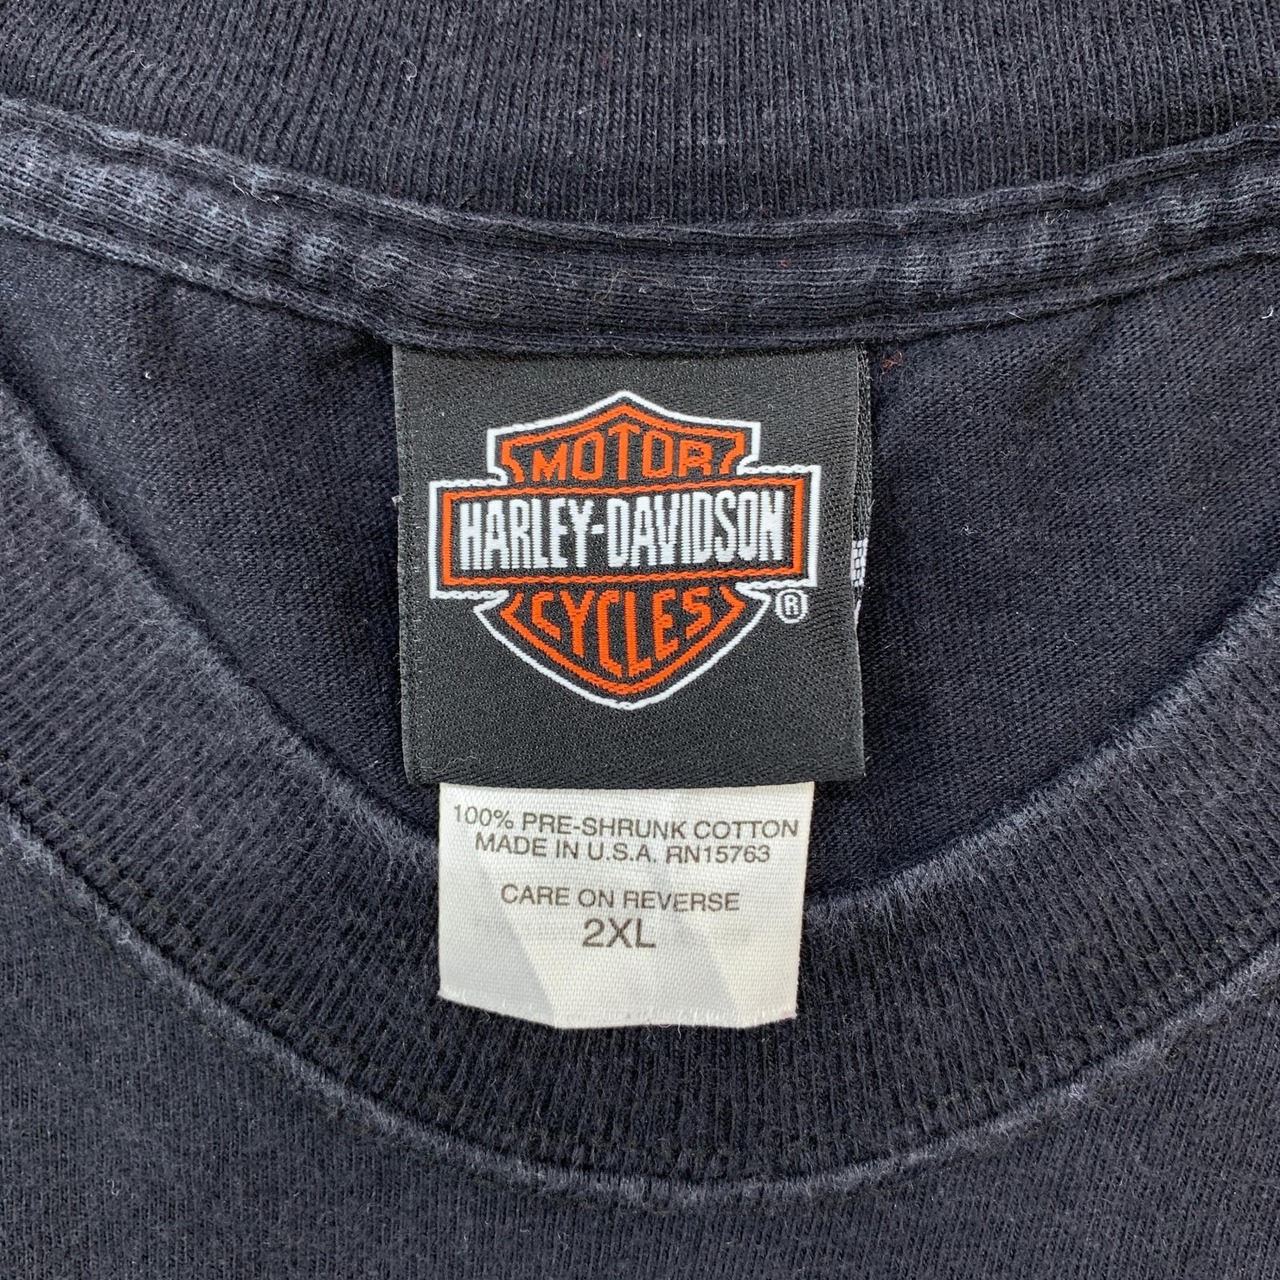 MOTOR
HARLEY-DAVIDSON
CYCLES
®
100% PRE-SHRUNK COTTON
MADE IN U.S.A. RN15763
CARE ON REVERSE
2XL